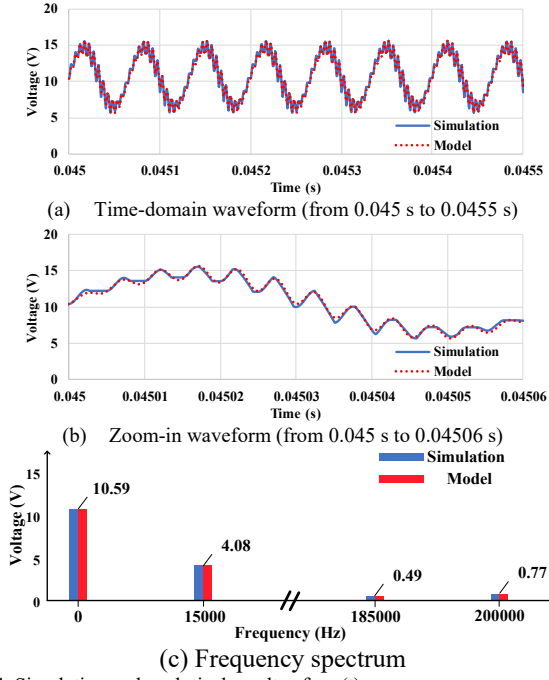 20
15
10
5
0
Voltage (V)
Simulation
Model
0.045 0.0451 0.0452 0.0453 0.0454 0.0455
Time (s)
(a) Time-domain waveform (from 0.045 s to 0.0455 s)
20
15
10
5
0
Voltage (V)
Simulation
Model
0.045 0.04501 0.04502 0.04503 0.04504 0.04505 0.04506
Time (s)
(b) Zoom-in waveform (from 0.045 s to 0.04506 s)
Simulation
Model
15
10
5
0
Voltage (V)
10.59
4.08
0.49
0.77
0 15000 185000 200000
Frequency (Hz)
(c) Frequency spectrum